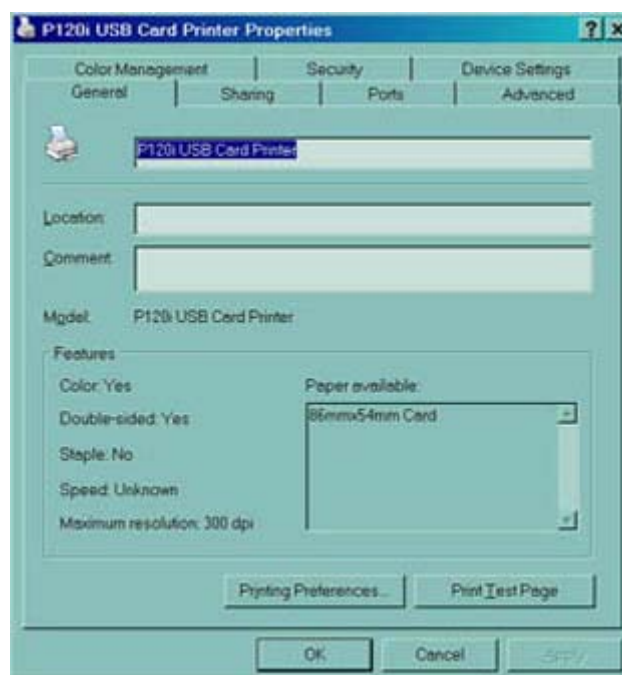 P120i USB Card Printer Properties
Color Management Security Device Settings
General Sharing Ports Advanced
P120i USB Card Printer
Location:
Comment:
Model: P120i USB Card Printer
Features
Color: Yes
Paper available:
Double-sided: Yes
86mmx54mm Card
Staple: No
Speed: Unknown
Maximum resolution: 300 dpi
Printing Preferences... Print Test Page
OK Cancel Apply